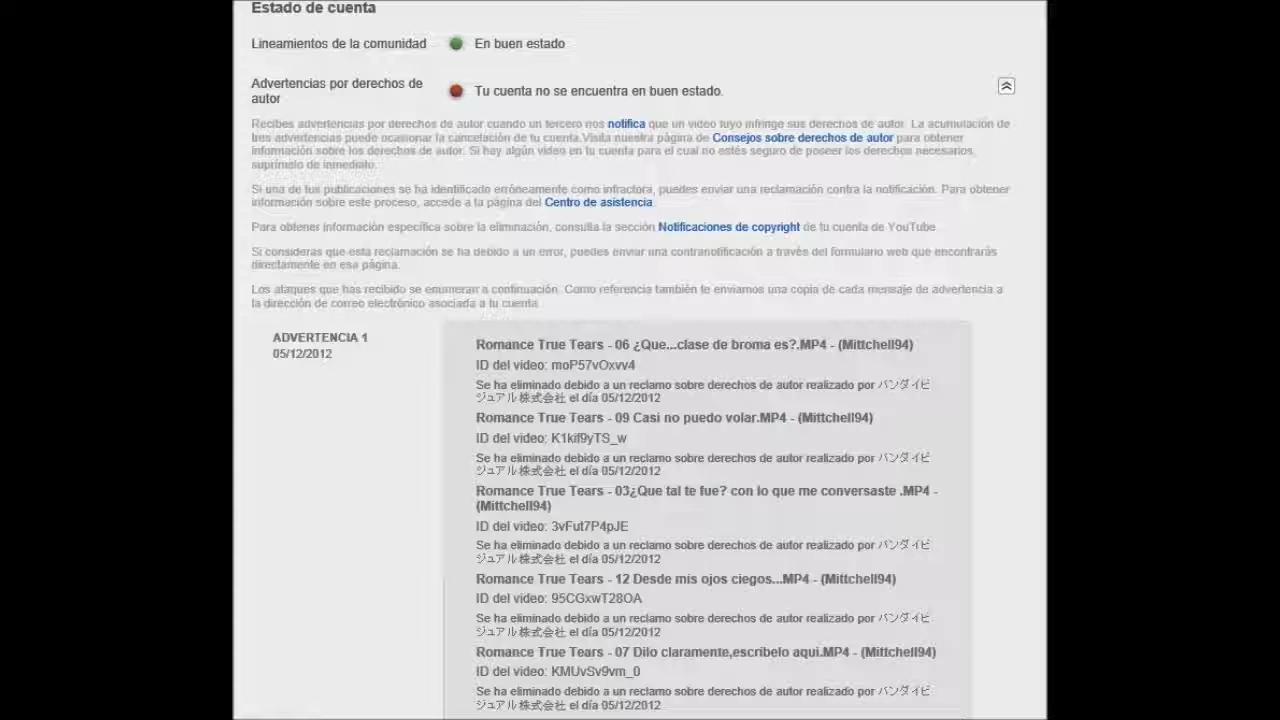 Estado de cuenta
Lineamientos de la comunidad En buen estado
Advertencias por derechos de
autor
Tu cuenta no se encuentra en buen estado.
Recibes advertencias por derechos de autor cuando un tercero nos notifica que un video tuyo infringe sus derechos de autor. La acumulación de
tres advertencias puede ocasionar la cancelación de tu cuenta.Visita nuestra página de Consejos sobre derechos de autor para obtener
información sobre los derechos de autor. Si hay algún video en tu cuenta para el cual no estés seguro de poseer los derechos necesarios,
suprímelo de inmediato.
Si una de tus publicaciones se ha identificado erróneamente como infractora, puedes enviar una reclamación contra la notificación. Para obtener
información sobre este proceso, accede a la página del Centro de asistencia.
Para obtener información específica sobre la eliminación, consulta la sección Notificaciones de copyright de tu cuenta de YouTube.
Si consideras que esta reclamación se ha debido a un error, puedes enviar una contranotificación a través del formulario web que encontrarás
directamente en esa página.
Los ataques que has recibido se enumeran a continuación. Como referencia también te enviamos una copia de cada mensaje de advertencia a
la dirección de correo electrónico asociada a tu cuenta.
ADVERTENCIA 1
05/12/2012
Romance True Tears - 06 ¿Que...clase de broma es?.MP4 - (Mittchell94)
ID del video: moP57vOxvv4
Se ha eliminado debido a un reclamo sobre derechos de autor realizado por バンダイビ
ジュアル株式会社 el día 05/12/2012
Romance True Tears - 09 Casi no puedo volar.MP4 - (Mittchell94)
ID del video: K1kif9yTS_w
Se ha eliminado debido a un reclamo sobre derechos de autor realizado por バンダイビ
ジュアル株式会社 el día 05/12/2012
Romance True Tears - 03¿Que tal te fue? con lo que me conversaste .MP4 -
(Mittchell94)
ID del video: 3vFut7P4pJE
Se ha eliminado debido a un reclamo sobre derechos de autor realizado por バンダイビ
ジュアル株式会社 el día 05/12/2012
Romance True Tears - 12 Desde mis ojos ciegos...MP4 - (Mittchell94)
ID del video: 95CGxwT28OA
Se ha eliminado debido a un reclamo sobre derechos de autor realizado por バンダイビ
ジュアル株式会社 el día 05/12/2012
Romance True Tears - 07 Dilo claramente,escribelo aqui.MP4 - (Mittchell94)
ID del video: KMUvSv9vm_0
Se ha eliminado debido a un reclamo sobre derechos de autor realizado por バンダイビ
ジュアル株式会社 el día 05/12/2012